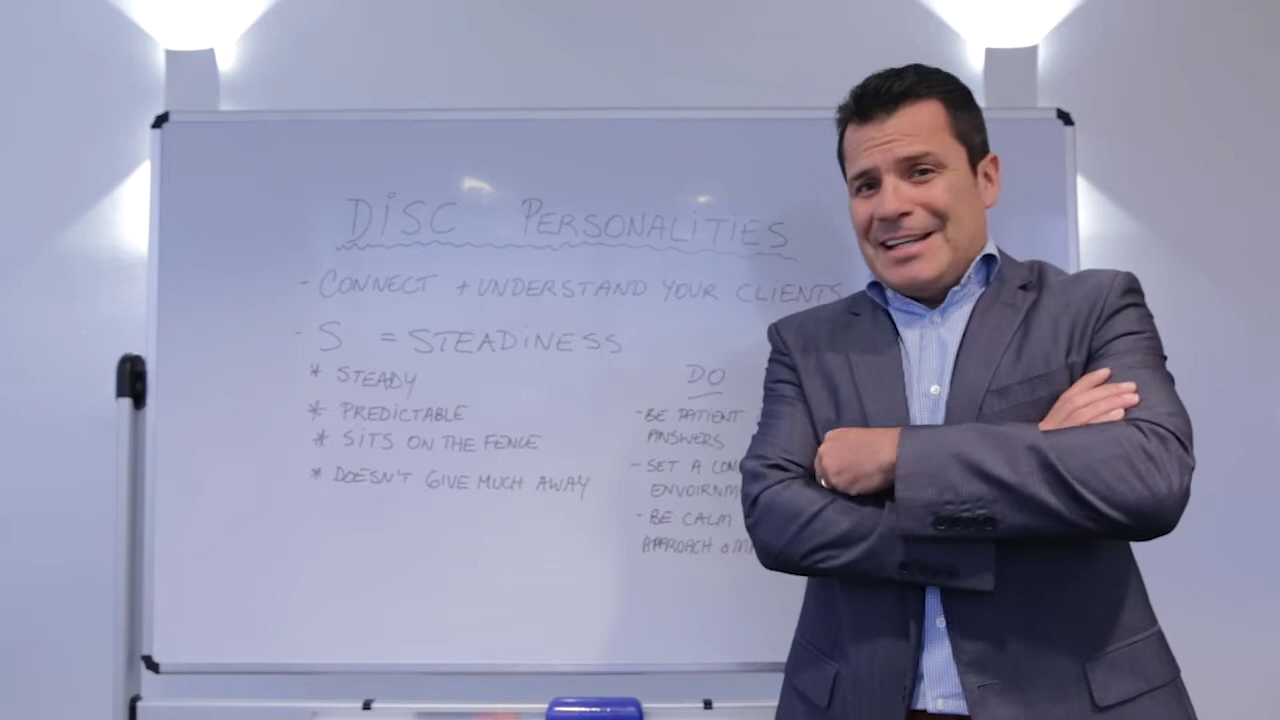 DiSC PERSONALiTiES
- CONNECT + UNDERSTAND YOUR CLIENTS
- S = STEADiNESS
* STEADY
* PREDICTABLE
* SiTS ON THE FENCE
* DOESN'T GIVE MUCH AWAY
DO
- BE PATIENT
ANSWERS
- SET A
- BE CALM
APPROACH &